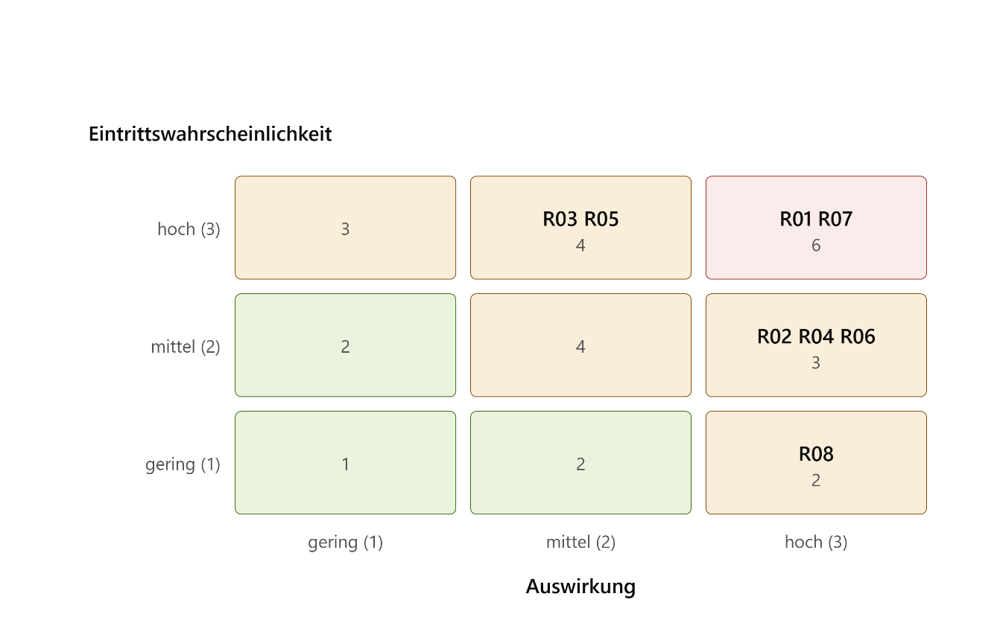 Eintrittswahrscheinlichkeit
hoch (3)
3
R03 R05
4
R01 R07
6
mittel (2)
2
4
R02 R04 R06
3
gering (1)
1
2
R08
2
gering (1)
mittel (2)
hoch (3)
Auswirkung